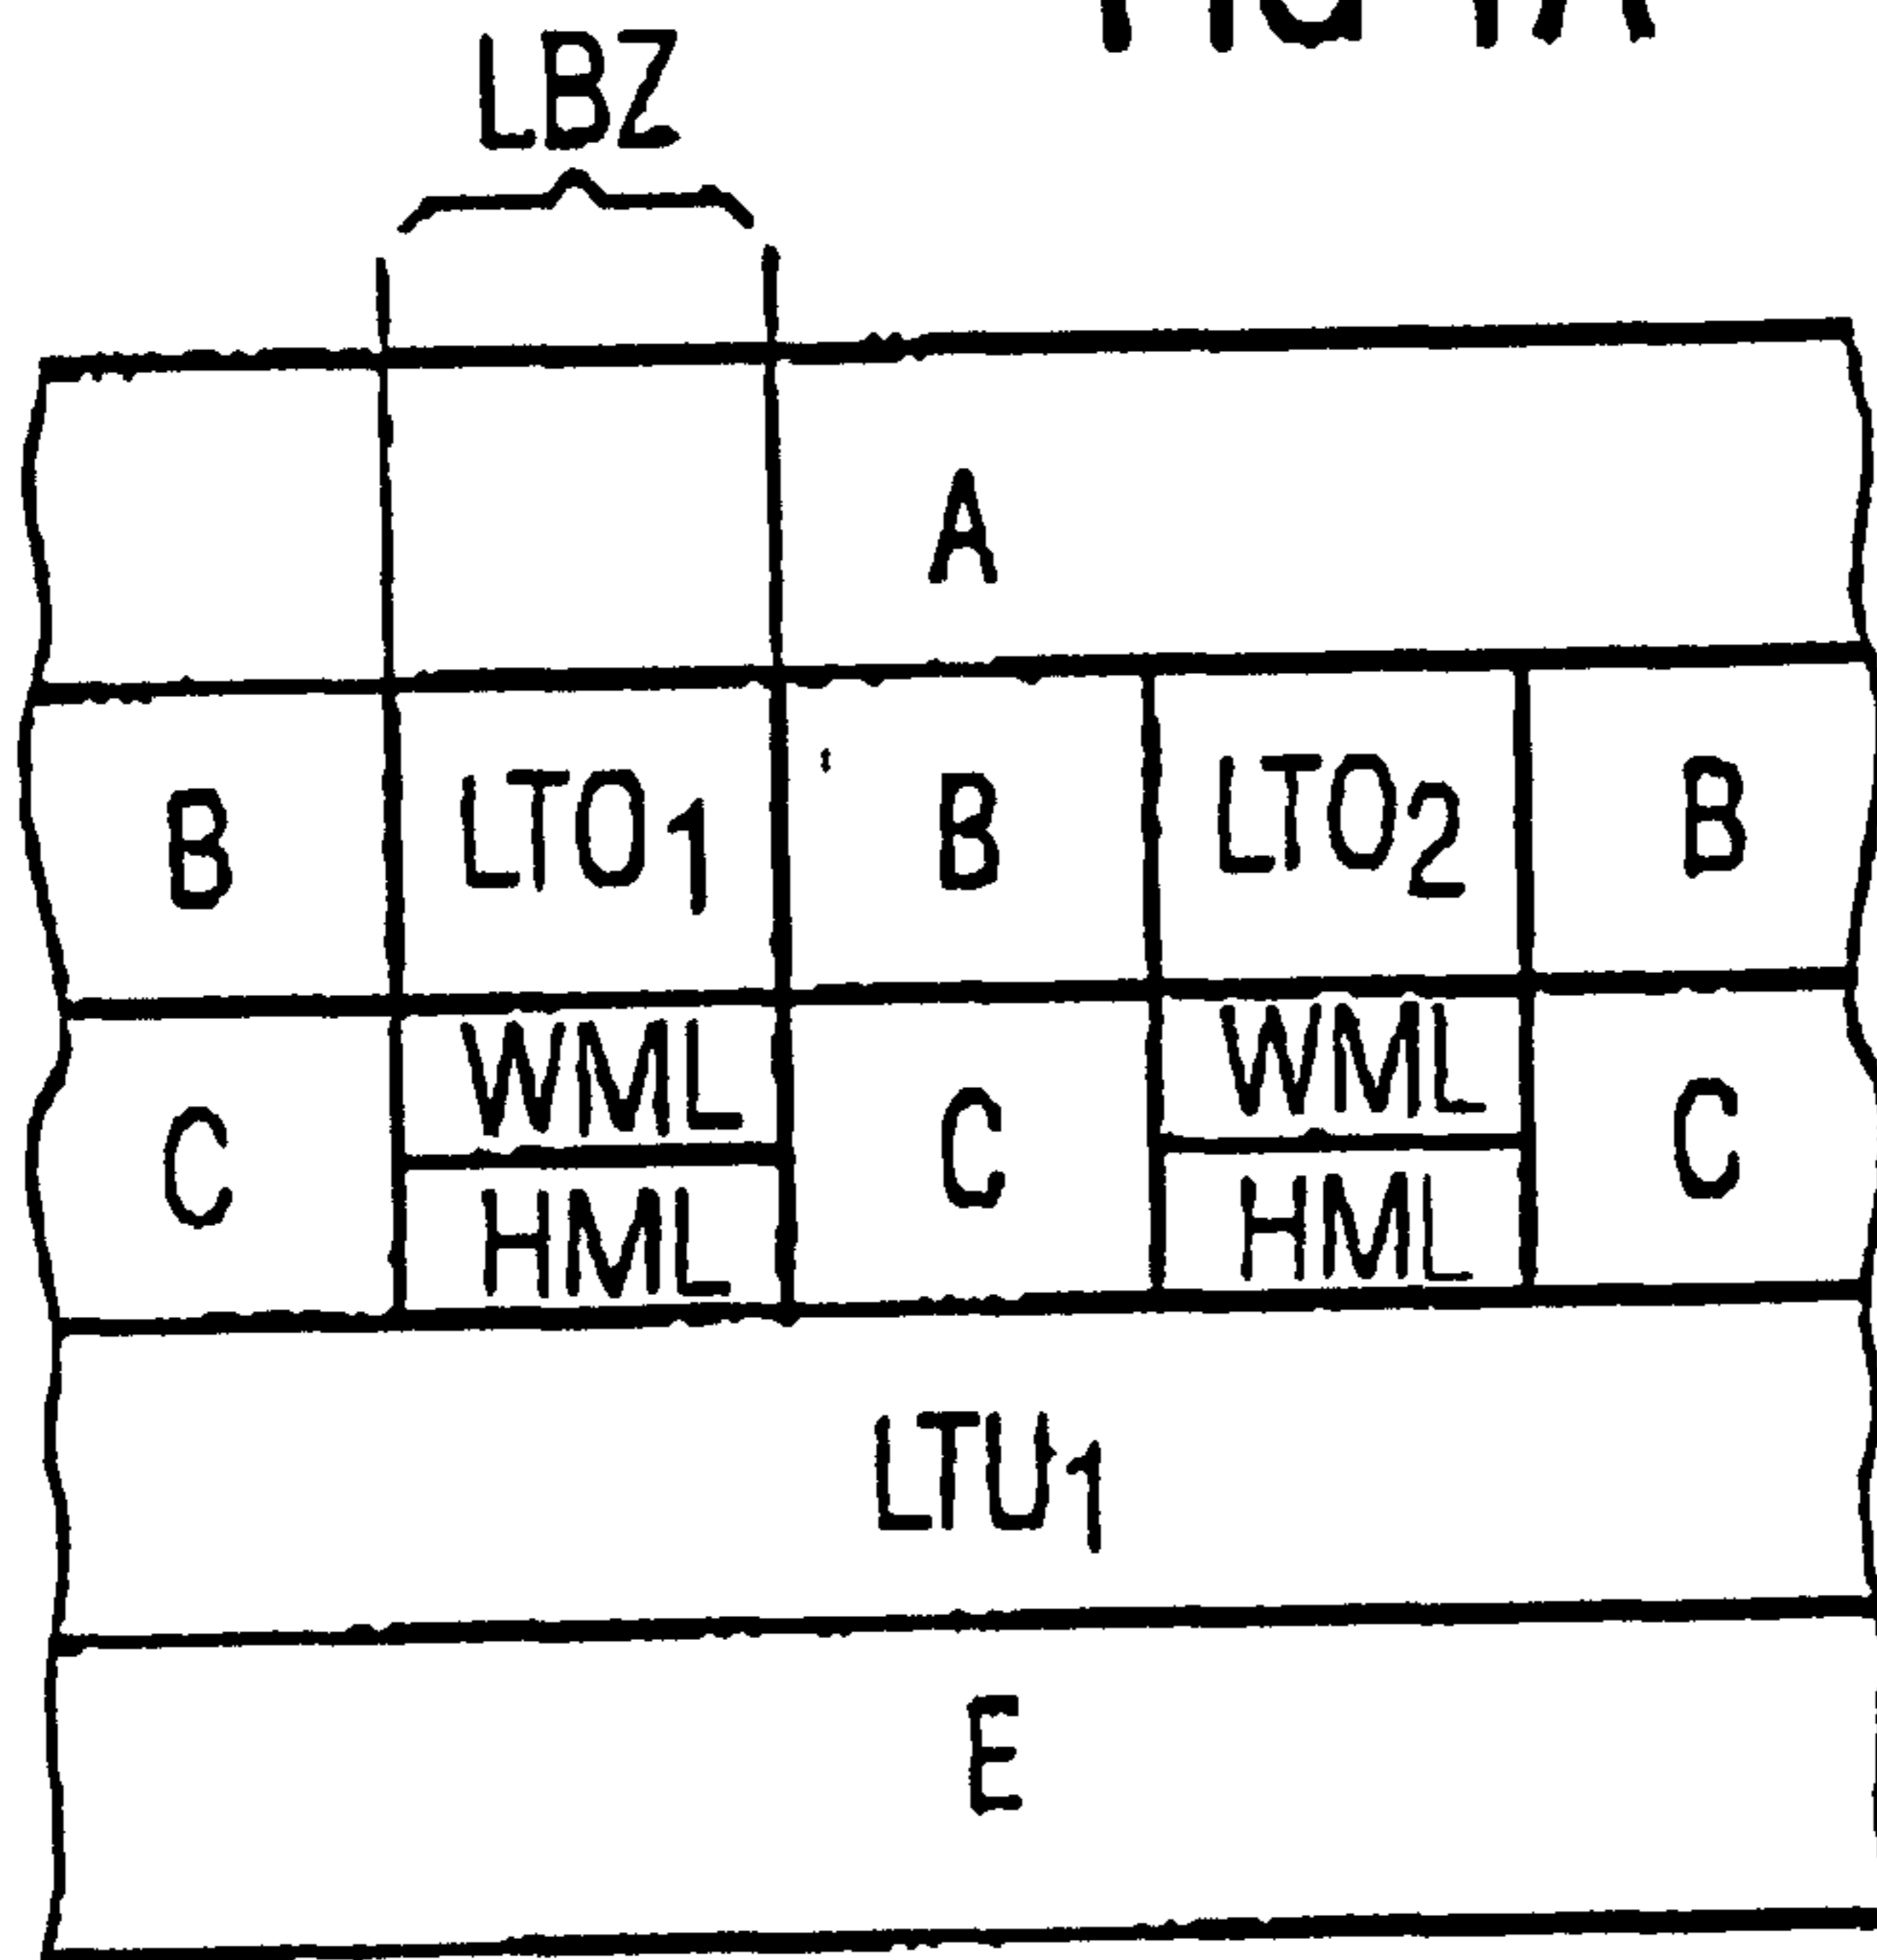 LBZ
A
B LTO1 B LTO2 B
WML WML
C C C
HML HML
LTU1
E